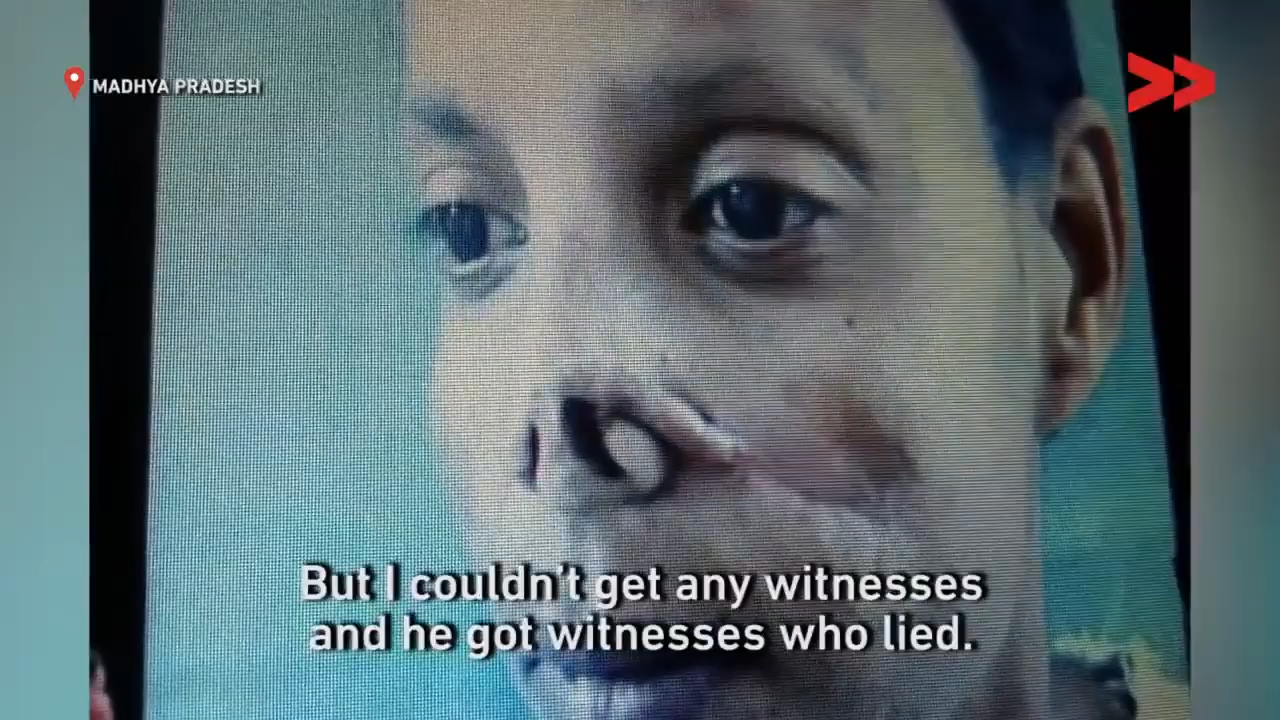 MADHYA PRADESH
But I couldn't get any witnesses
and he got witnesses who lied.